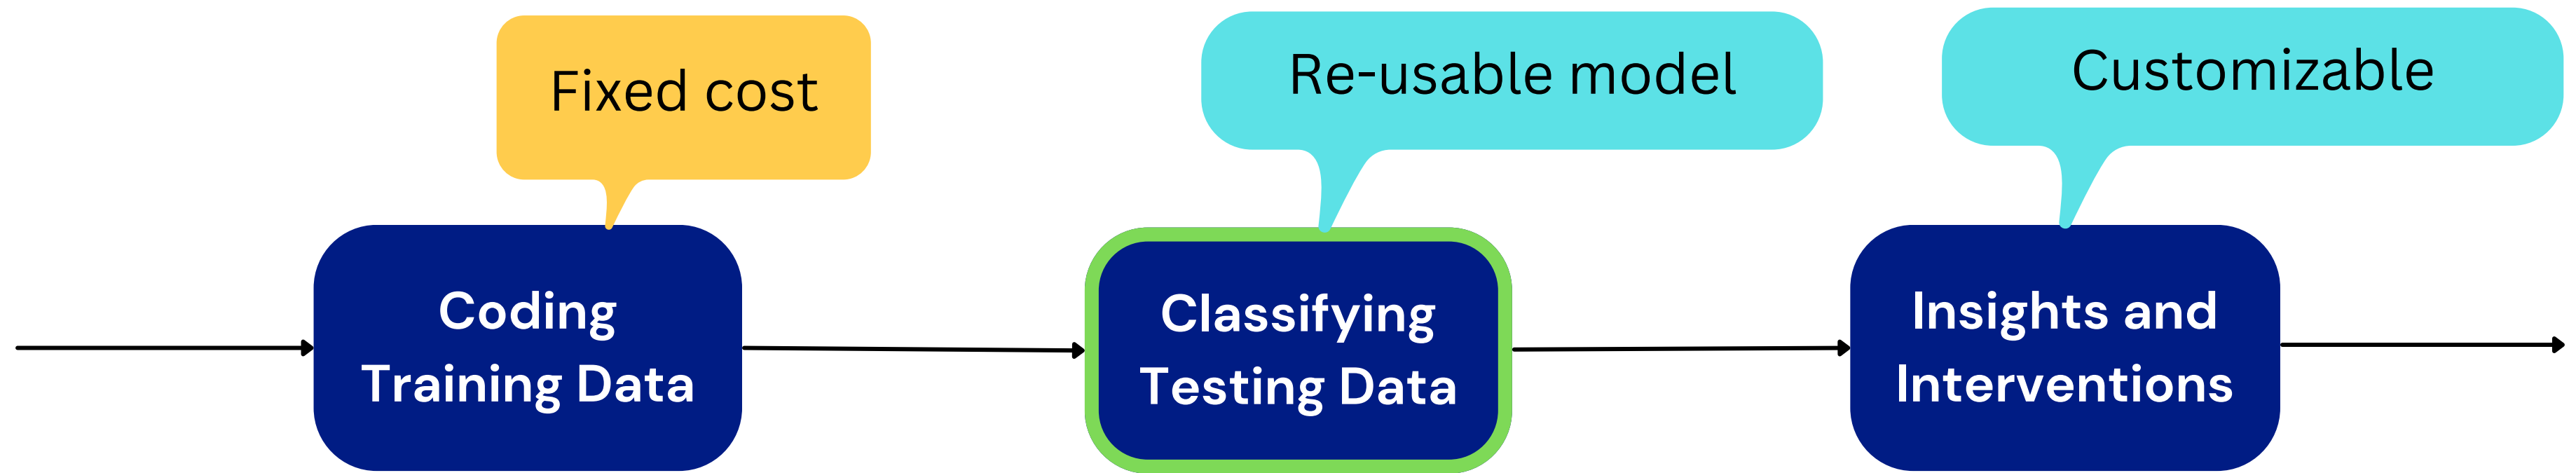 Fixed cost
Re-usable model
Customizable
Coding
Training Data
Classifying
Testing Data
Insights and
Interventions